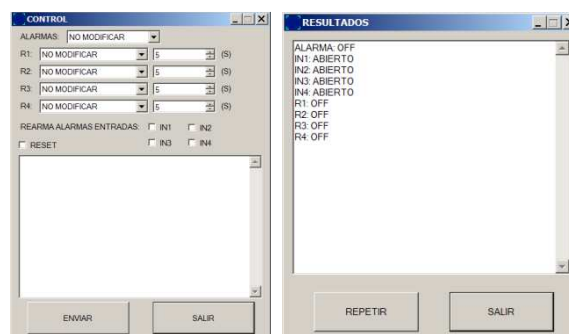 CONTROL
ALARMAS: NO MODIFICAR
R1: NO MODIFICAR 5 (S)
R2: NO MODIFICAR 5 (S)
R3: NO MODIFICAR 5 (S)
R4: NO MODIFICAR 5 (S)
REARMA ALARMAS ENTRADAS: IN1 IN2
RESET IN3 IN4
ENVIAR SALIR
RESULTADOS
ALARMA: OFF
IN1: ABIERTO
IN2: ABIERTO
IN3: ABIERTO
IN4: ABIERTO
R1: OFF
R2: OFF
R3: OFF
R4: OFF
REPETIR SALIR